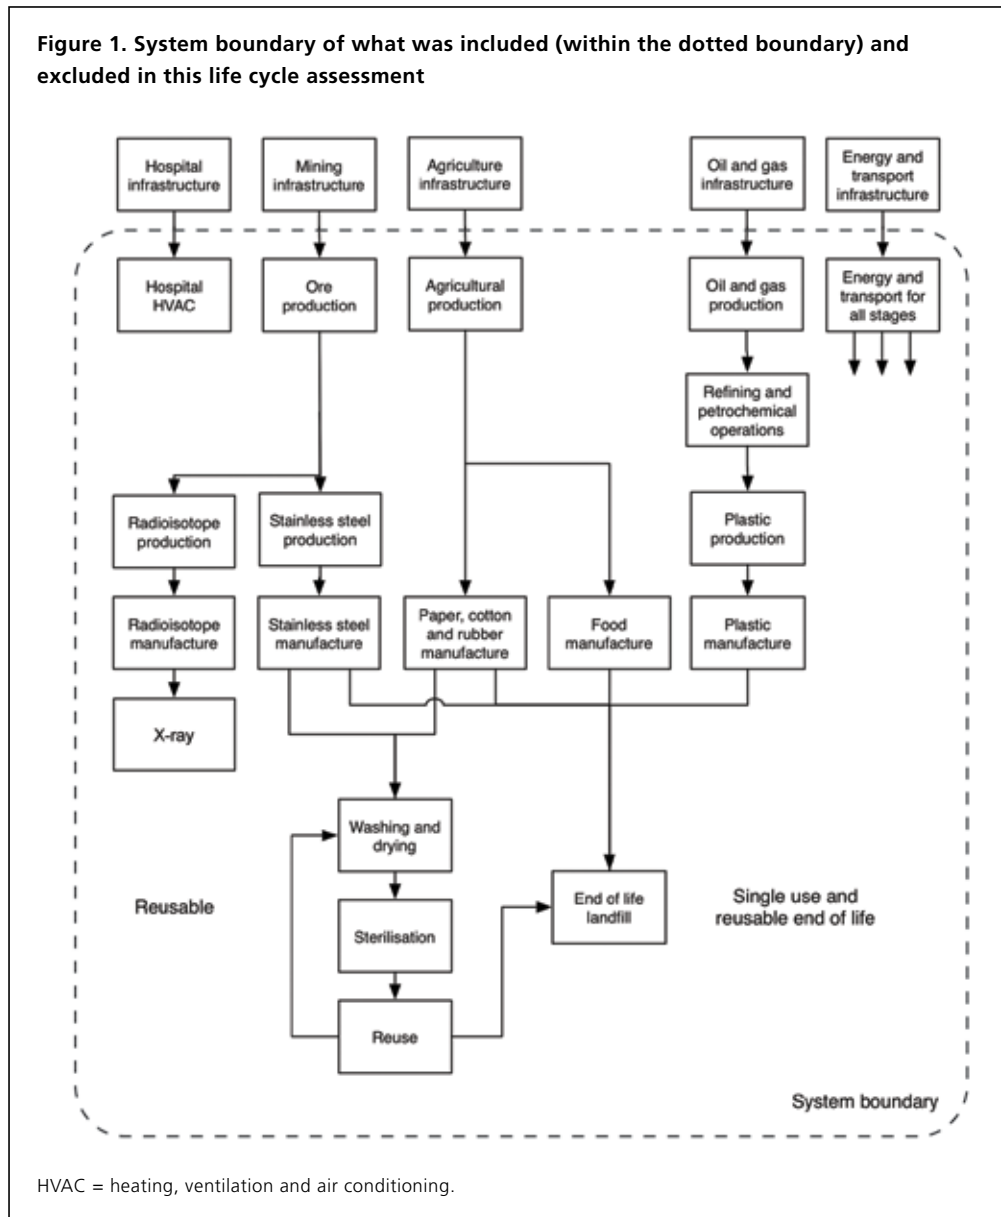 Figure 1. System boundary of what was included (within the dotted boundary) and
excluded in this life cycle assessment
Hospital
infrastructure
Mining
infrastructure
Agriculture
infrastructure
Oil and gas
infrastructure
Energy and
transport
infrastructure
Hospital
HVAC
Ore
production
Agricultural
production
Oil and gas
production
Energy and
transport for
all stages
Refining and
petrochemical
operations
Radioisotope
production
Stainless steel
production
Plastic
production
Radioisotope
manufacture
Stainless steel
manufacture
Paper, cotton
and rubber
manufacture
Food
manufacture
Plastic
manufacture
X-ray
Washing and
drying
Reusable
End of life
landfill
Single use and
reusable end of life
Sterilisation
Reuse
System boundary
HVAC = heating, ventilation and air conditioning.